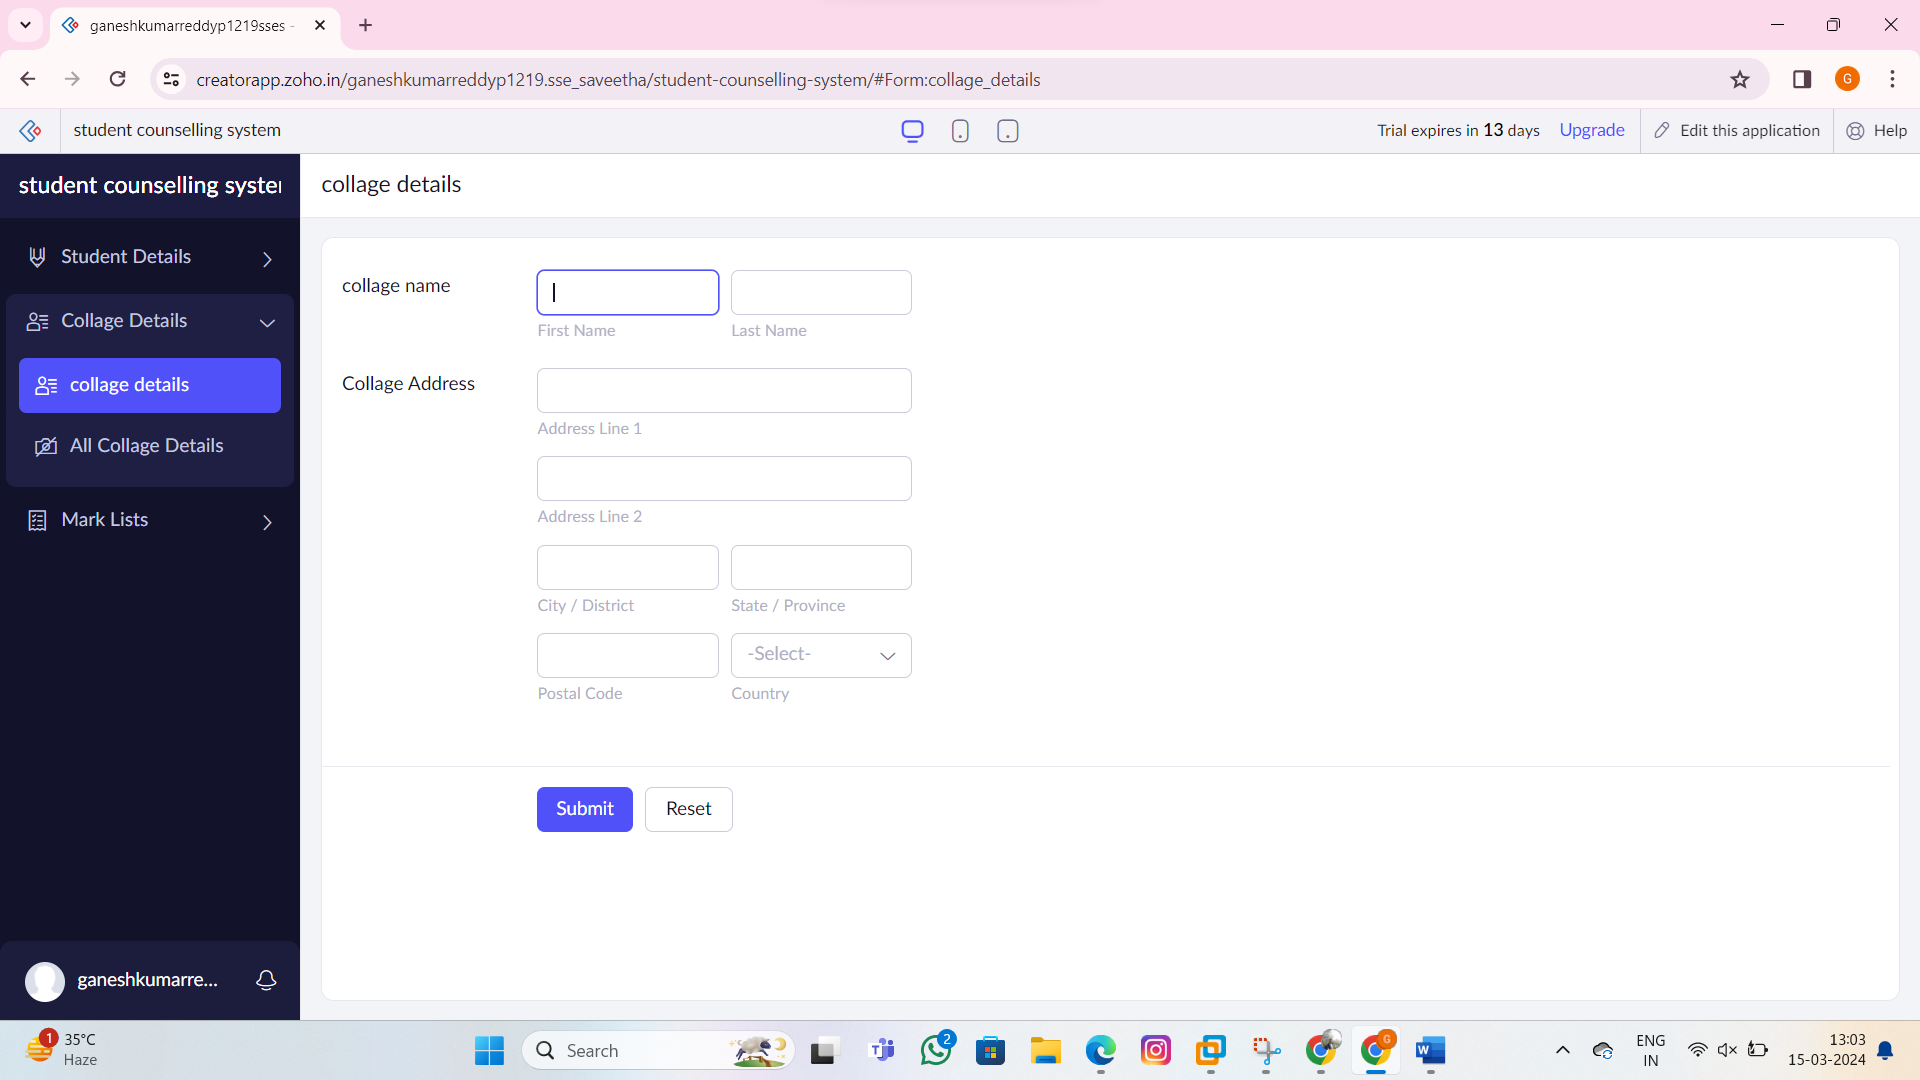 ganeshkumarreddyp1219sses -
creatorapp.zoho.in/ganeshkumarreddyp1219.sse_saveetha/student-counselling-system/#Form:collage_details
G
student counselling system
Trial expires in 13 days
Upgrade
Edit this application
Help
student counselling syster
collage details
Student Details
Collage Details
collage details
All Collage Details
Mark Lists
collage name
First Name
Last Name
Collage Address
Address Line 1
Address Line 2
City / District
State / Province
-Select-
Postal Code
Country
Submit
Reset
ganeshkumarre...
1
35°C
Haze
Search
2
G
ENG
IN
13:03
15-03-2024